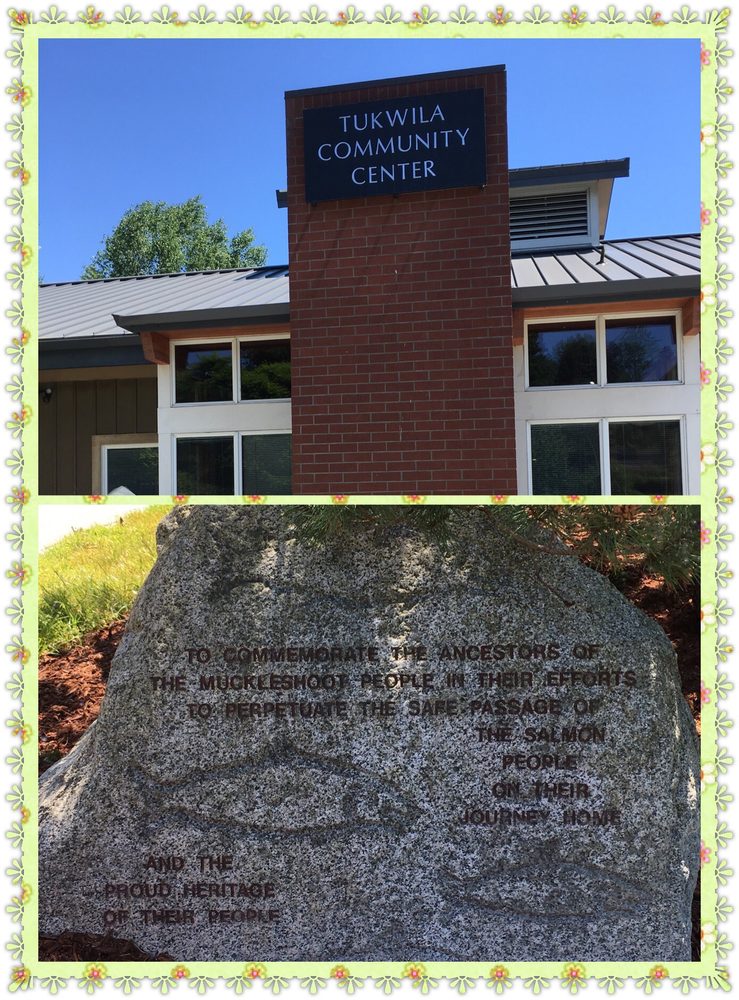 TUKWILA
COMMUNITY
CENTER
TO COMMEMORATE THE ANCESTORS OF
THE MUCKLESHOOT PEOPLE IN THEIR EFFORTS
TO PERPETUATE THE SAFE PASSAGE OF
THE SALMON
PEOPLE
ON THEIR
JOURNEY HOME
AND THE
PROUD HERITAGE
OF THEIR PEOPLE